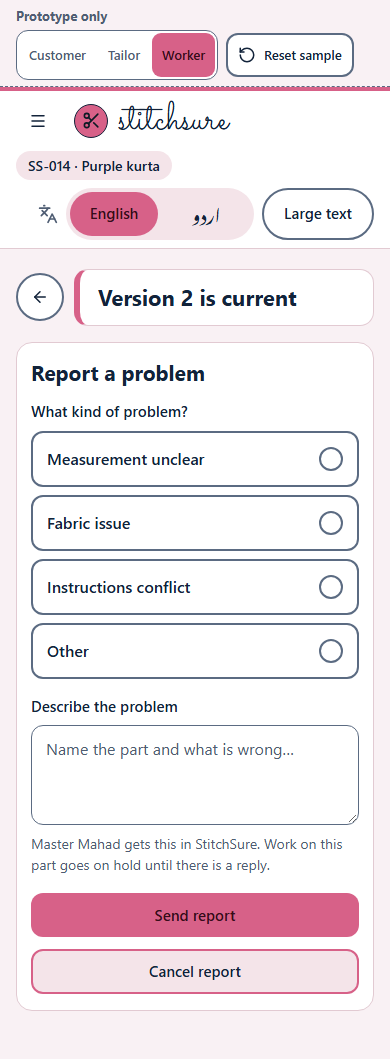 Prototype only
Customer Tailor Worker
Reset sample
stitchsure
SS-014 · Purple kurta
English اردو Large text
Version 2 is current
Report a problem
What kind of problem?
Measurement unclear
Fabric issue
Instructions conflict
Other
Describe the problem
Name the part and what is wrong...
Master Mahad gets this in StitchSure. Work on this
part goes on hold until there is a reply.
Send report
Cancel report